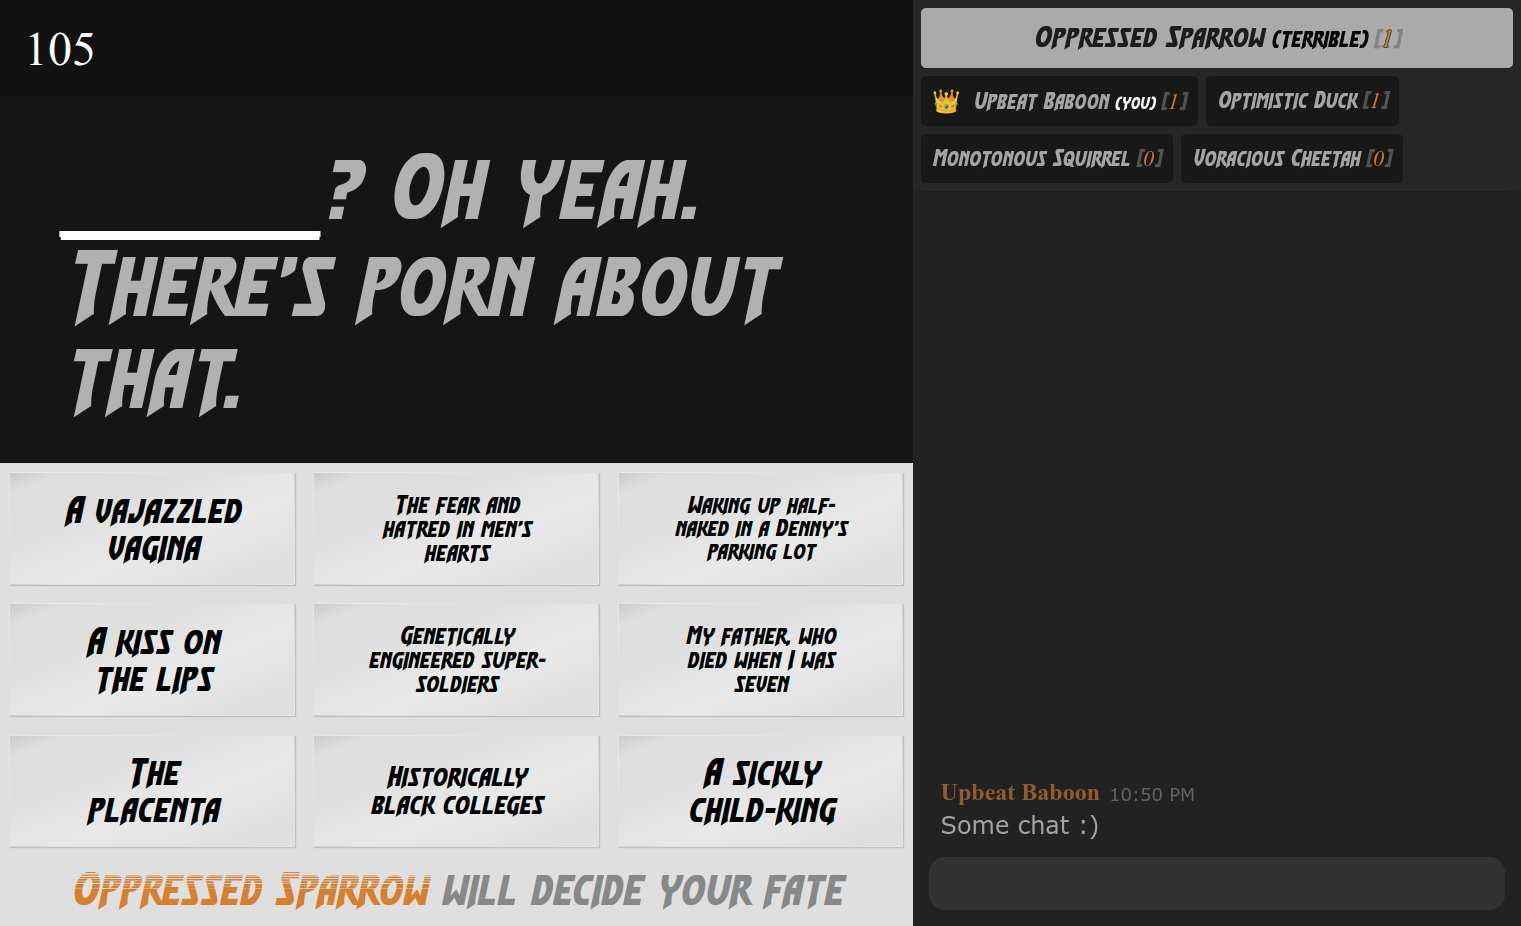 105
________? Oh yeah.
There's porn about
that.
A vajazzled
vagina
The fear and
hatred in men's
hearts
Waking up half-
naked in a Denny's
parking lot
A kiss on
the lips
Genetically
engineered super-
soldiers
My father, who
died when I was
seven
The
placenta
Historically
black colleges
A sickly
child-king
Oppressed Sparrow will decide your fate
Oppressed Sparrow (terrible) [1]
👑 Upbeat Baboon (you) [1]
Optimistic Duck [1]
Monotonous Squirrel [0]
Voracious Cheetah [0]
Upbeat Baboon 10:50 PM
Some chat :)